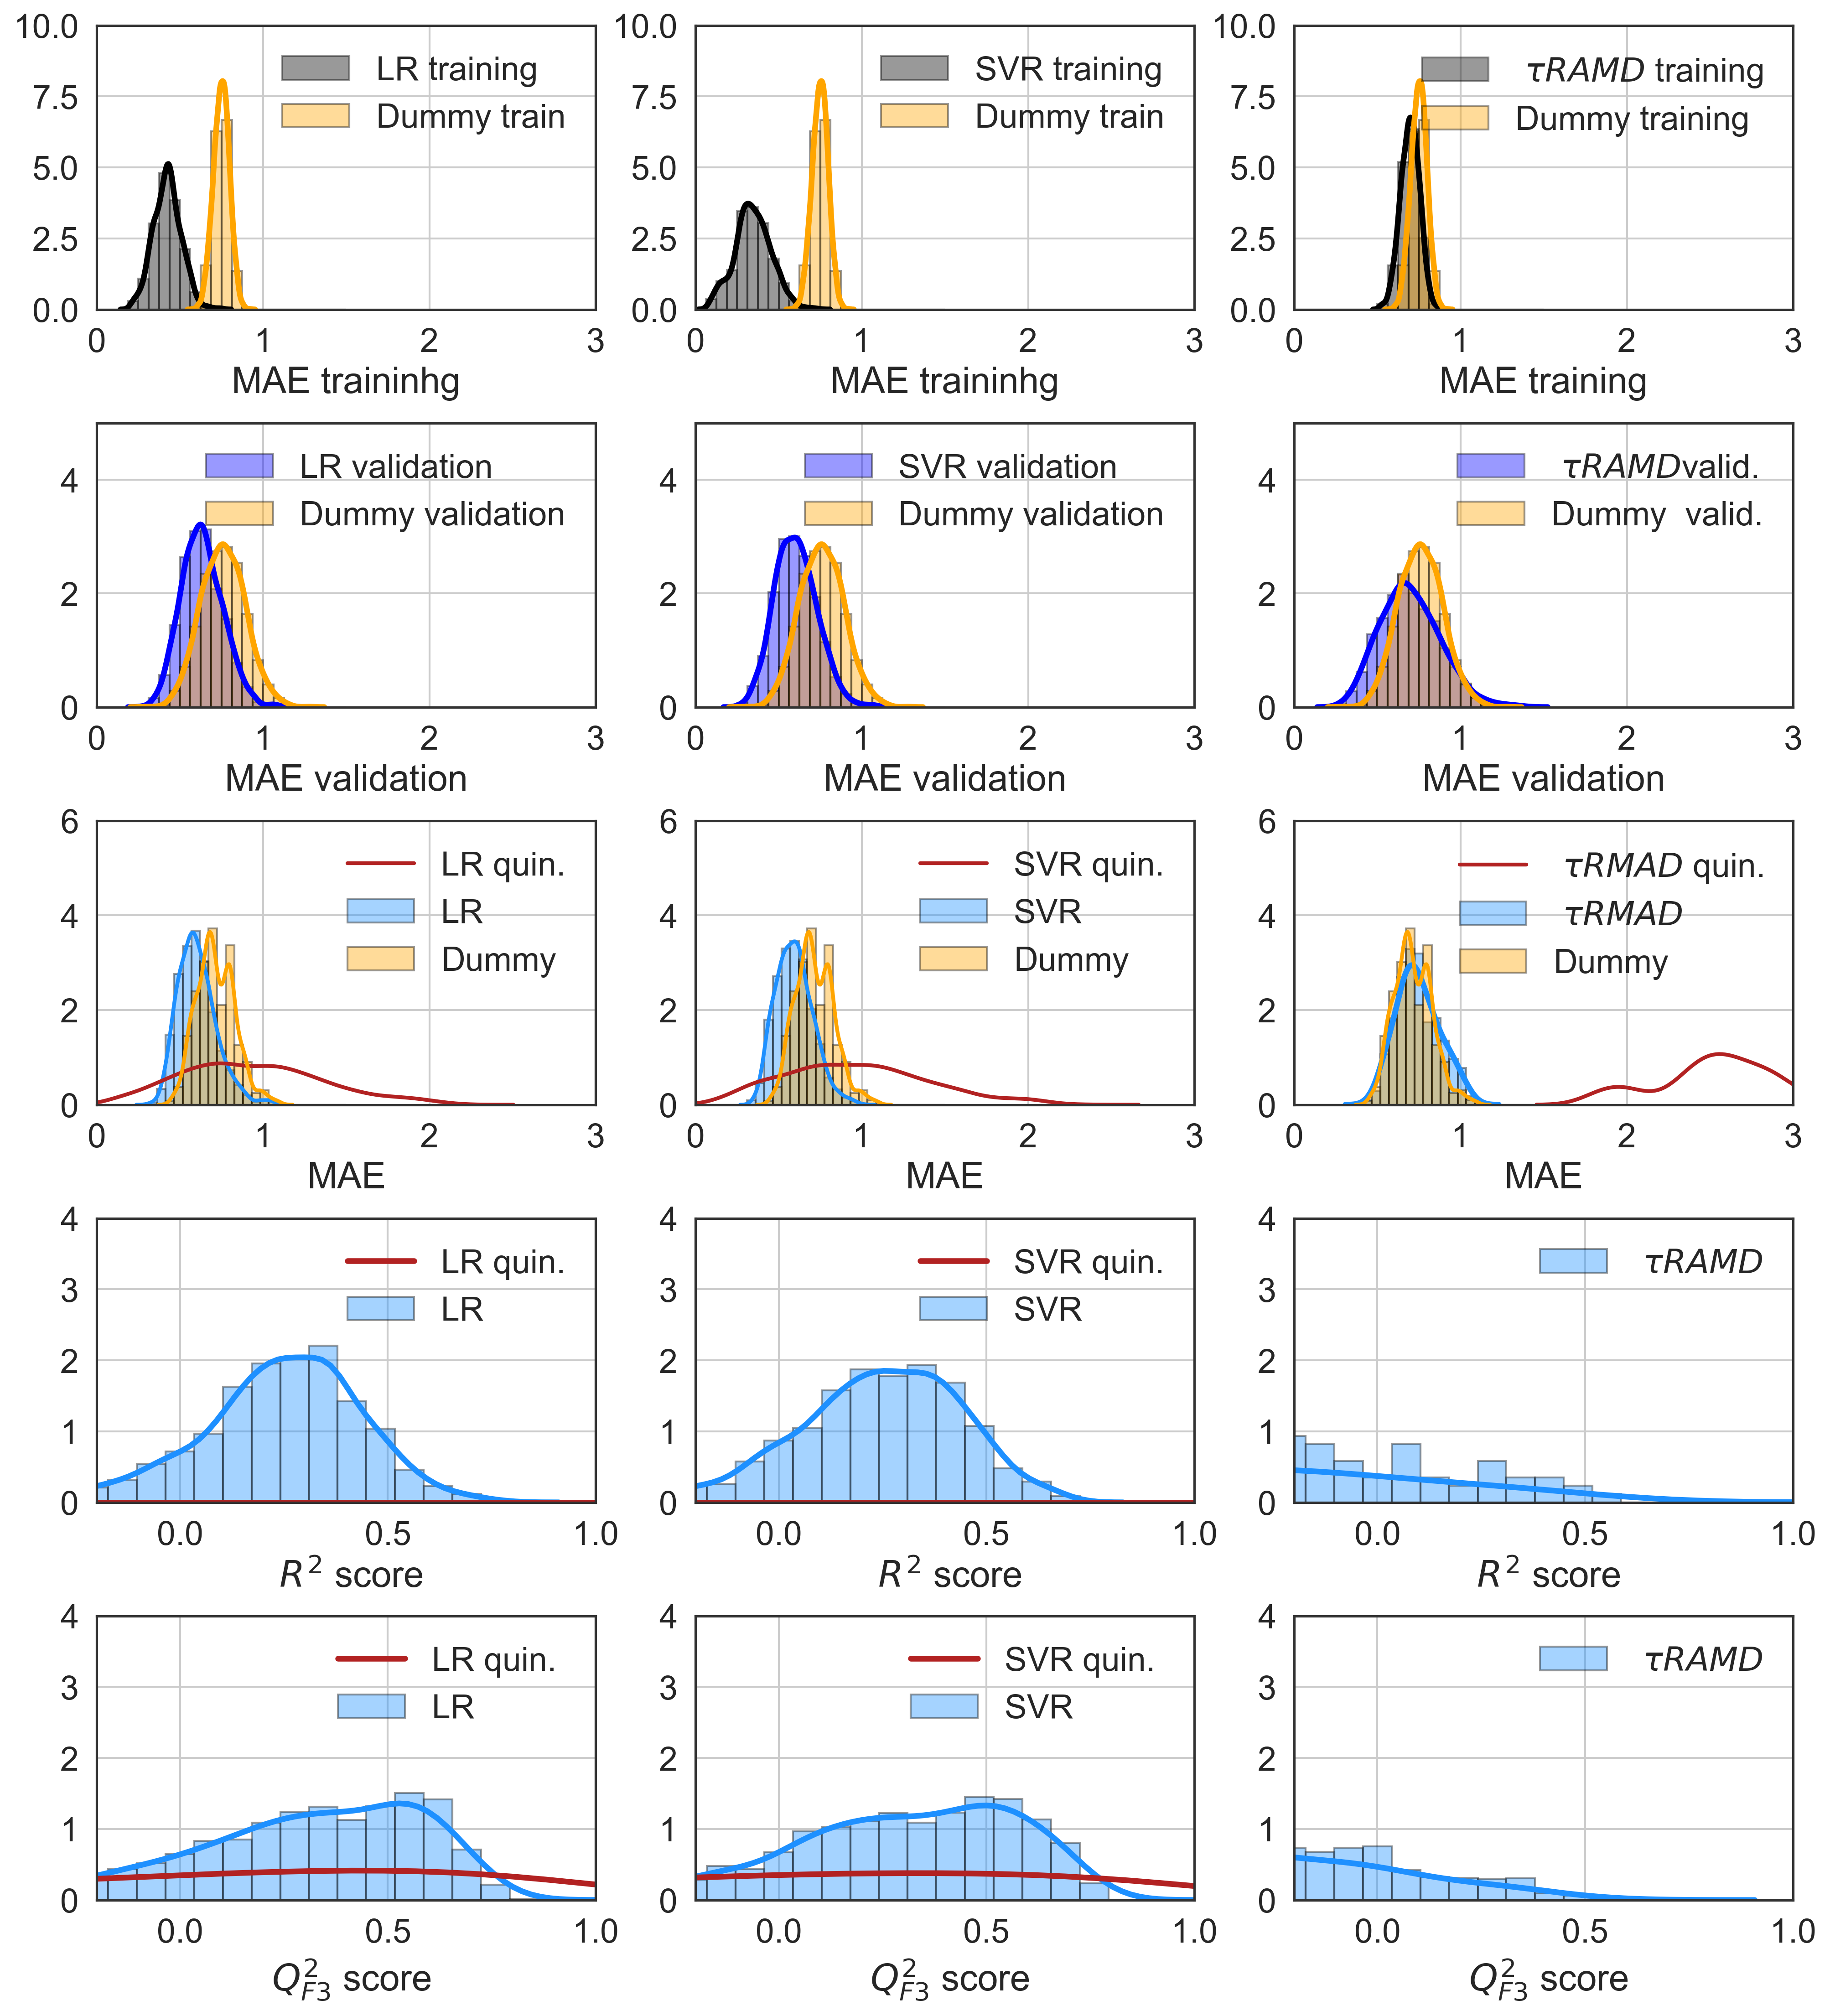 10.0
7.5
5.0
2.5
0.0
0 1 2 3
LR training
Dummy train
MAE traininhg
10.0
7.5
5.0
2.5
0.0
0 1 2 3
SVR training
Dummy train
MAE traininhg
10.0
7.5
5.0
2.5
0.0
0 1 2 3
τRAMD training
Dummy training
MAE training
4
2
0
0 1 2 3
LR validation
Dummy validation
MAE validation
4
2
0
0 1 2 3
SVR validation
Dummy validation
MAE validation
4
2
0
0 1 2 3
τRAMDvalid.
Dummy valid.
MAE validation
6
4
2
0
0 1 2 3
LR quin.
LR
Dummy
MAE
6
4
2
0
0 1 2 3
SVR quin.
SVR
Dummy
MAE
6
4
2
0
0 1 2 3
τRMAD quin.
τRMAD
Dummy
MAE
4
3
2
1
0
0.0 0.5 1.0
LR quin.
LR
R² score
4
3
2
1
0
0.0 0.5 1.0
SVR quin.
SVR
R² score
4
3
2
1
0
0.0 0.5 1.0
τRAMD
R² score
4
3
2
1
0
0.0 0.5 1.0
LR quin.
LR
Q²F3 score
4
3
2
1
0
0.0 0.5 1.0
SVR quin.
SVR
Q²F3 score
4
3
2
1
0
0.0 0.5 1.0
τRAMD
Q²F3 score